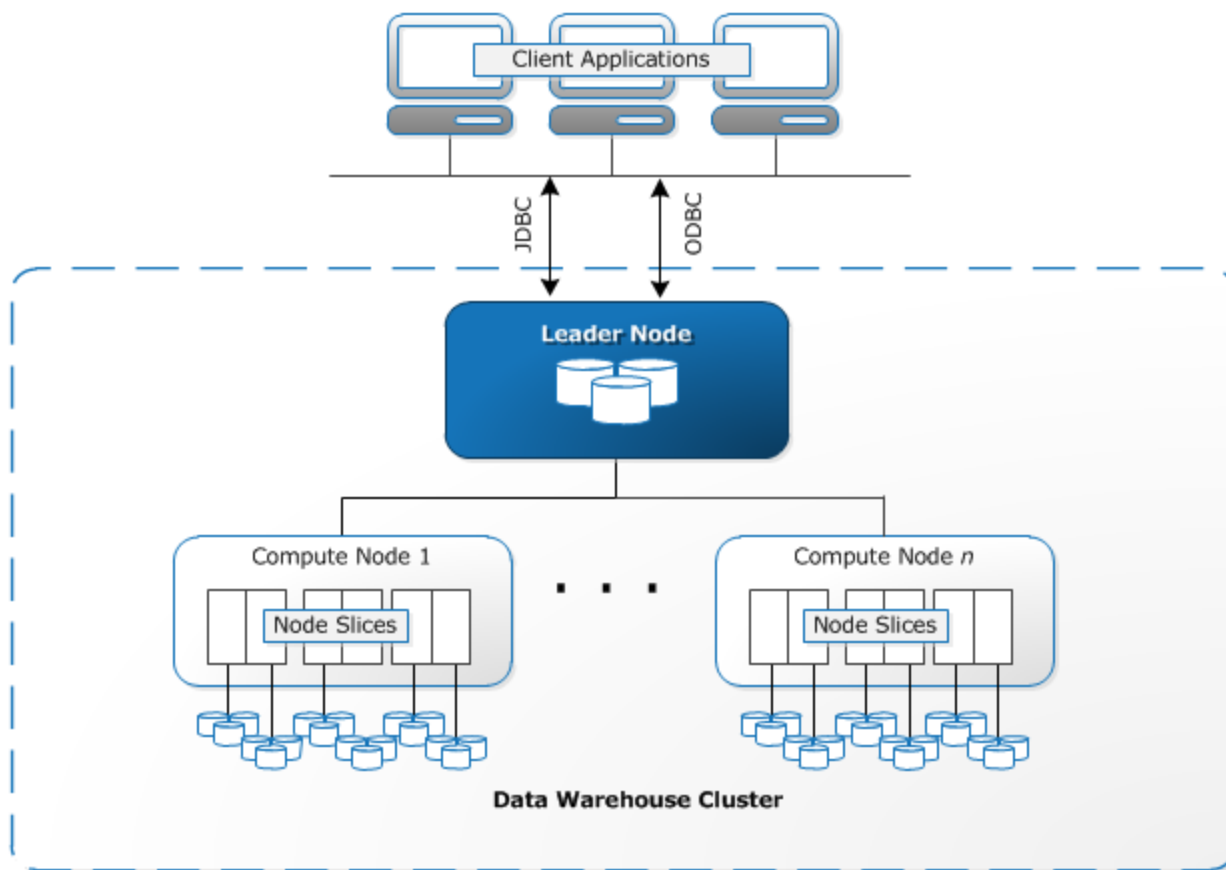 Client Applications
JDBC
ODBC
Leader Node
Compute Node 1
Compute Node n
. . .
Node Slices
Node Slices
Data Warehouse Cluster